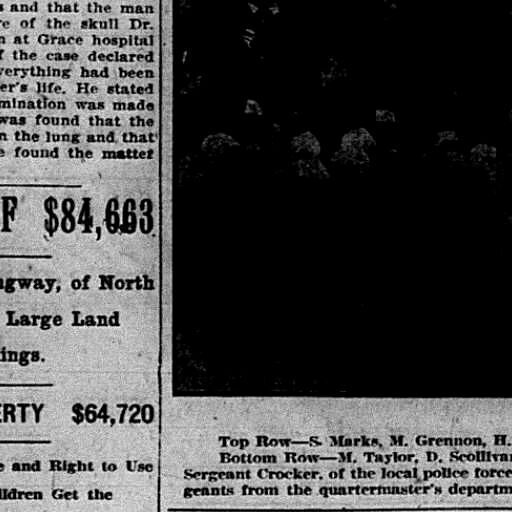 s and that the man
re of the skull Dr.
n at Grace hospital
f the case declared
verything had been
er's life. He stated
mination was made
was found that the
n the lung and that
e found the matter
F $84,663
ngway, of North
Large Land
ings.
ERTY $64,720
e and Right to Use
ildren Get the
Top Row—S. Marks, M. Grennon, H.
Bottom Row—M. Taylor, D. Scollivan
Sergeant Crocker, of the local police force
geants from the quartermaster's departm